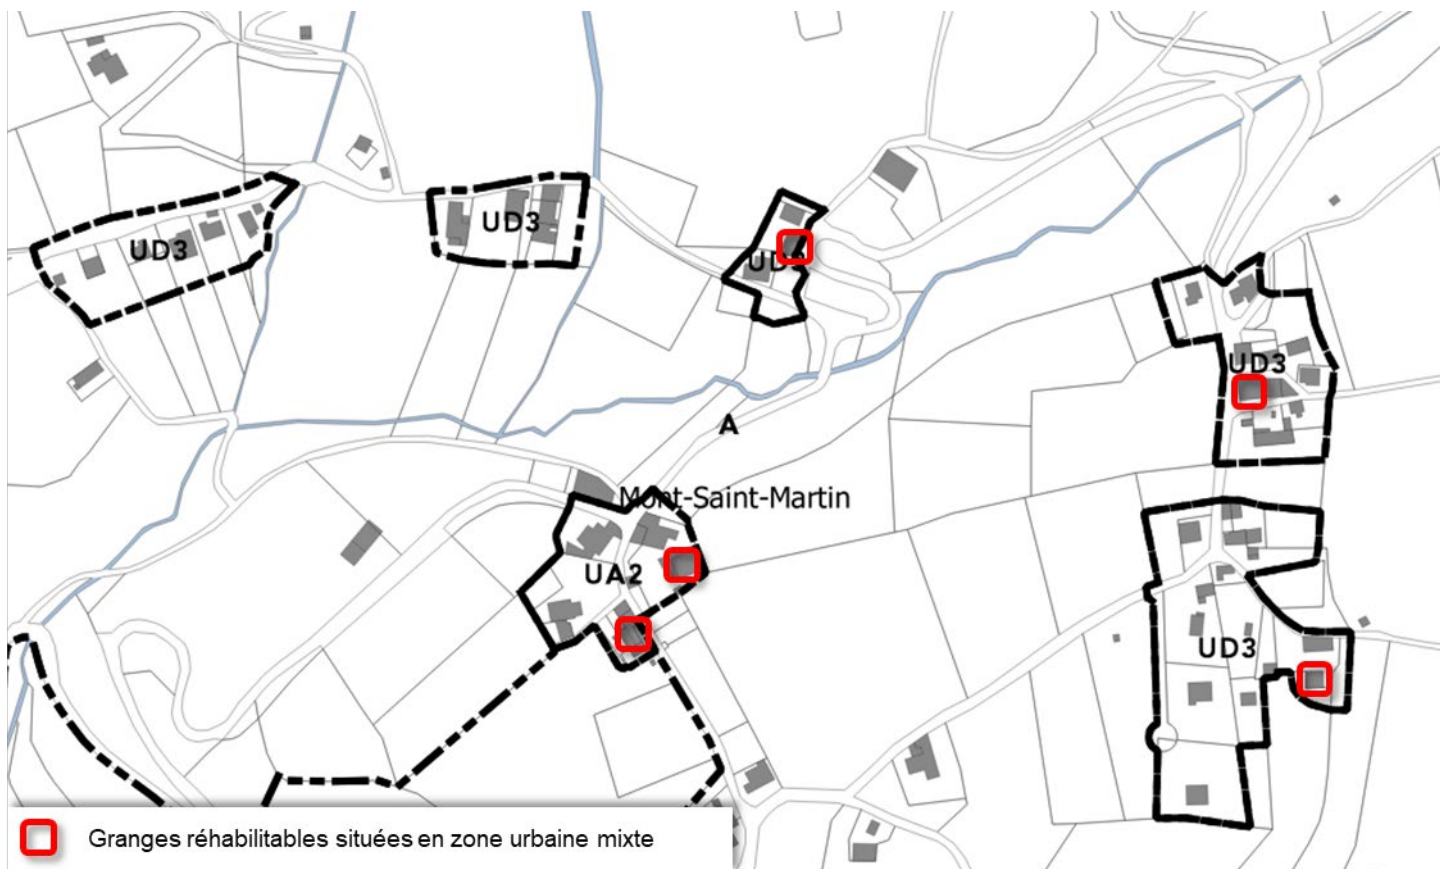 UD3
UD3
UD3
A
Mont-Saint-Martin
UA2
UD3
Granges réhabilitables situées en zone urbaine mixte